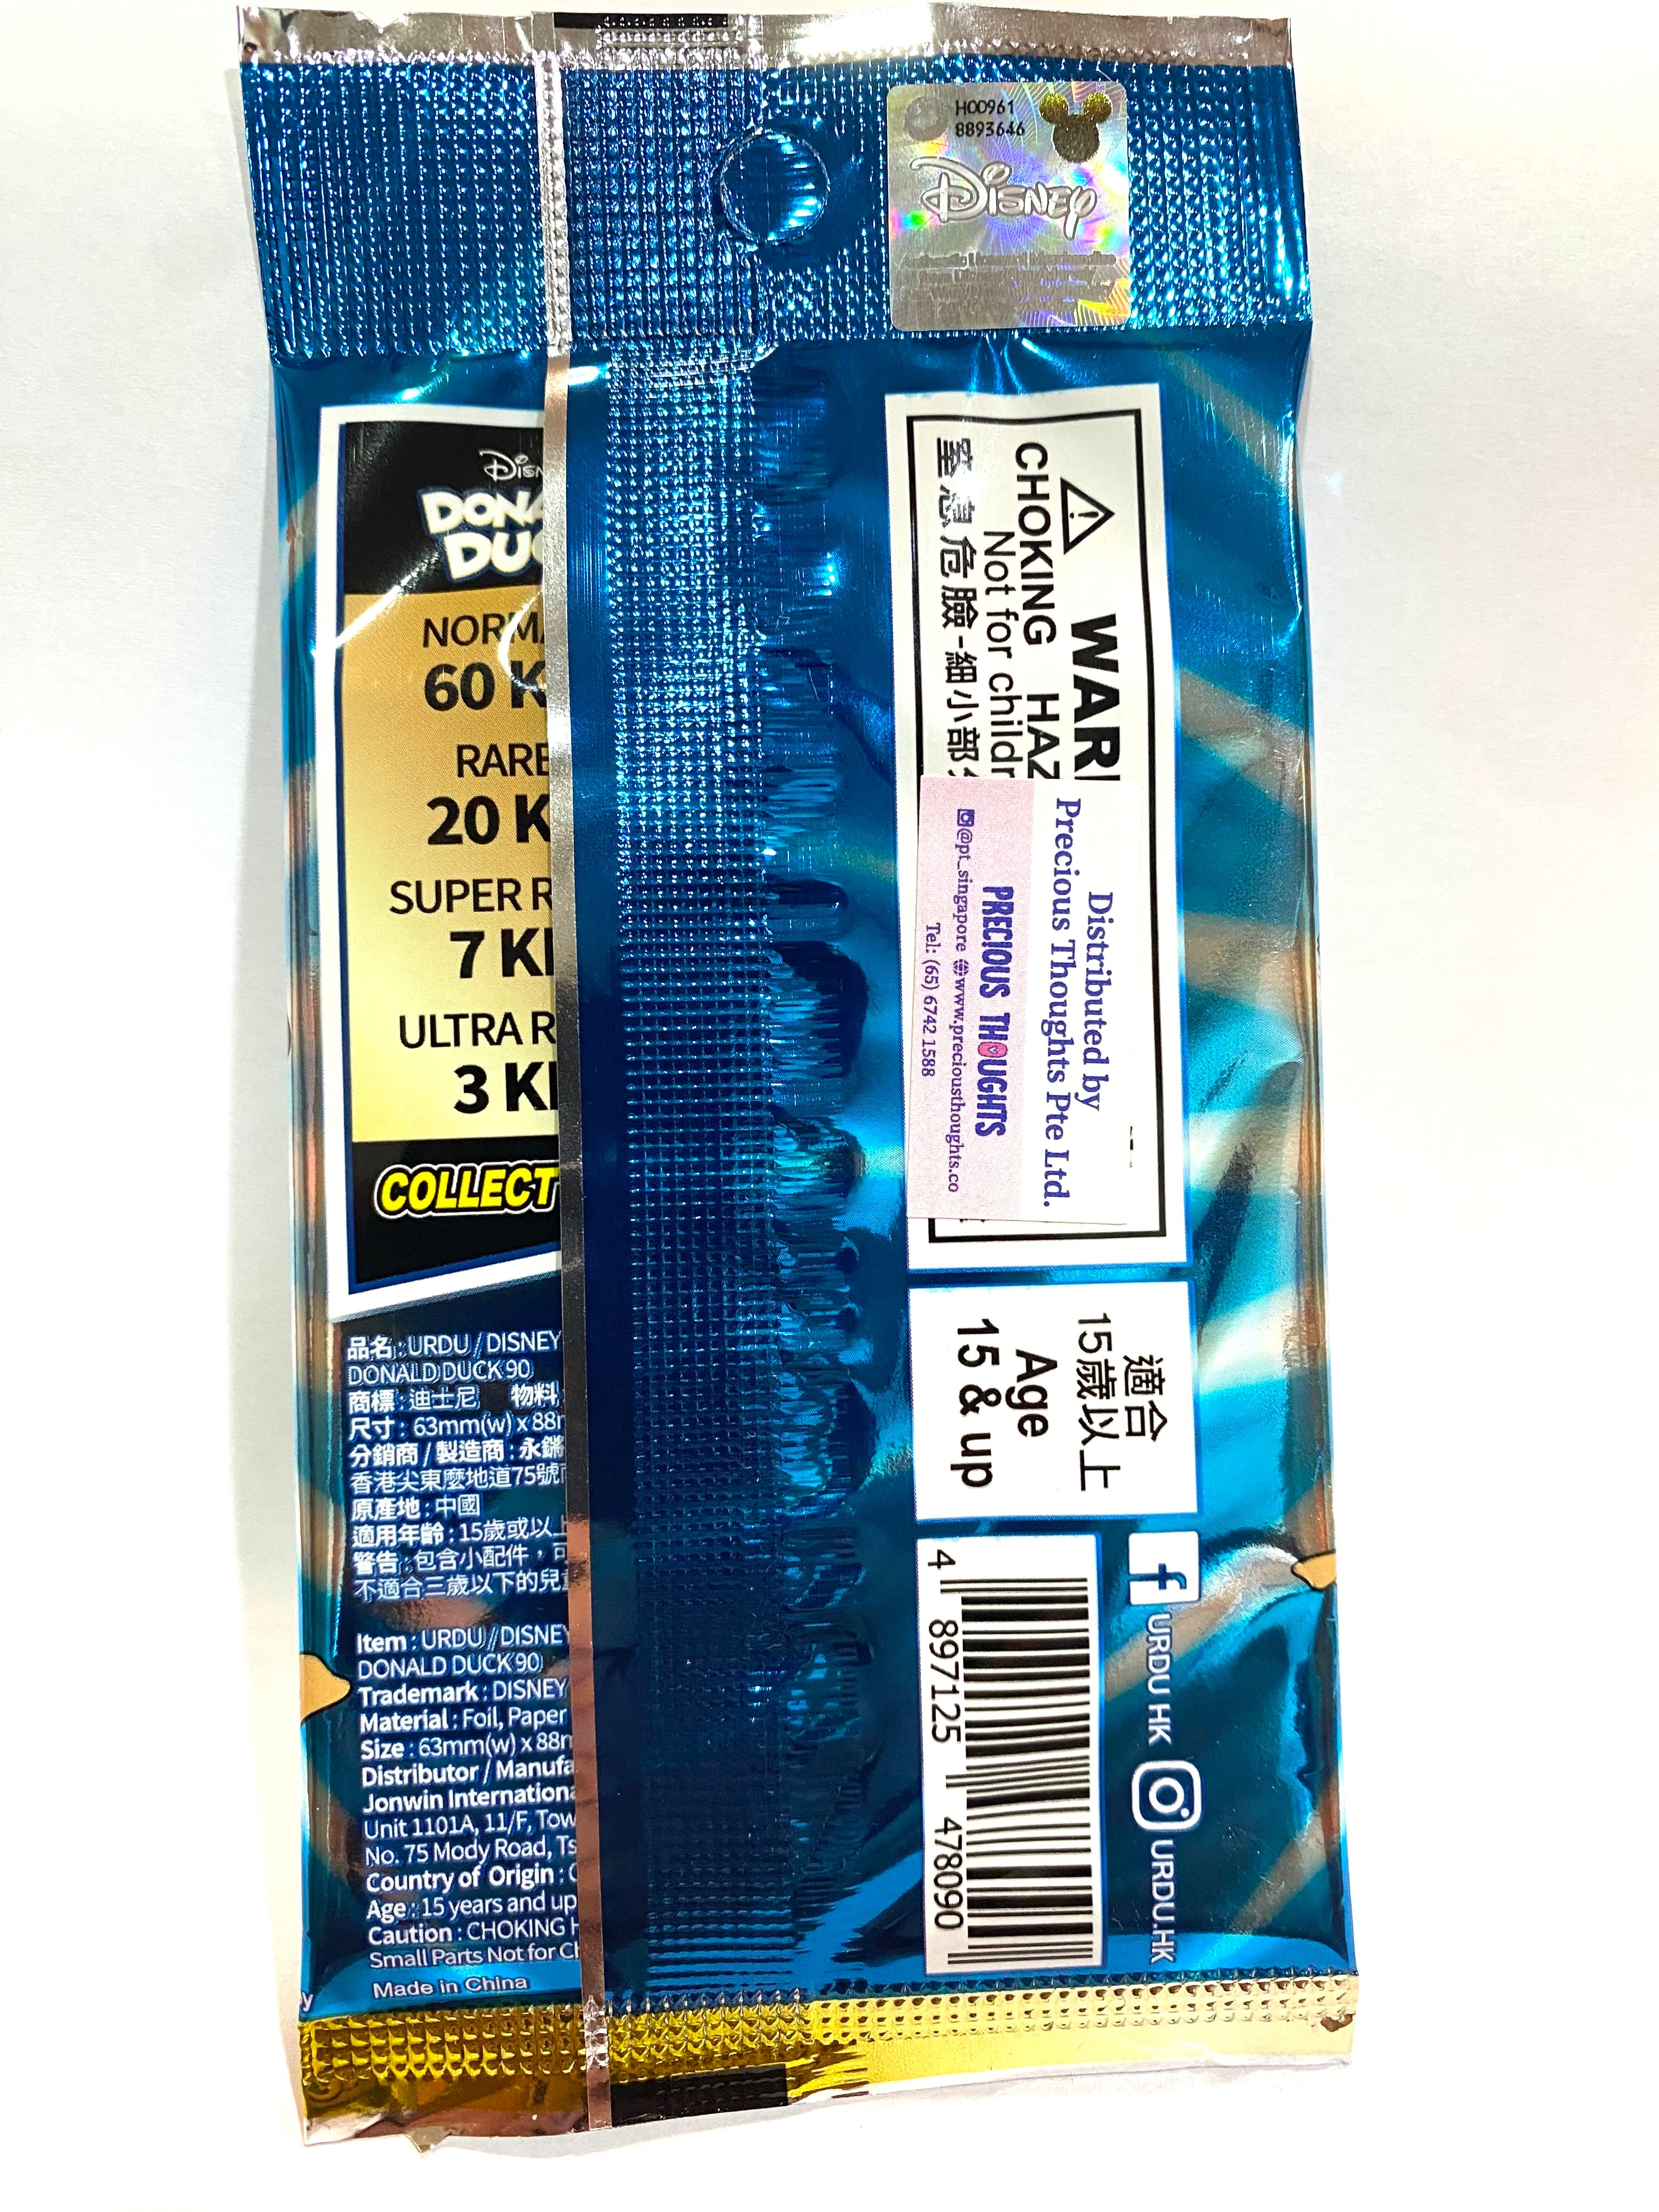 H00961
8893646
Disney
DISN
DONA
DUC
NORMA
60 K
RARE
20 K
SUPER R
7 KI
ULTRA R
3 KI
COLLECT
品名 : URDU / DISNEY
DONALD DUCK 90
商標 : 迪士尼 物料
尺寸 : 63mm(w) x 88m
分銷商 / 製造商 : 永
香港尖東麼地道75號
原產地 : 中國
適用年齡 : 15歲或以上
警告 : 包含小配件，可
不適合三歲以下的兒
Item : URDU / DISNEY
DONALD DUCK 90
Trademark : DISNEY
Material : Foil, Paper
Size : 63mm(w) x 88m
Distributor / Manufa
Jonwin Internationa
Unit 1101A, 11/F, Tow
No. 75 Mody Road, Ts
Country of Origin : C
Age : 15 years and up
Caution : CHOKING H
Small Parts Not for Ch
Made in China
WAR
CHOKING HAZ
Not for childr
窒息危險-細小部
Distributed by
Precious Thoughts Pte Ltd.
PRECIOUS THOUGHTS
@pt_singapore www.preciousthoughts.co
Tel: (65) 6742 1588
適合
15歲以上
Age
15 & up
URDU HK URDU.HK
4 897125 478090